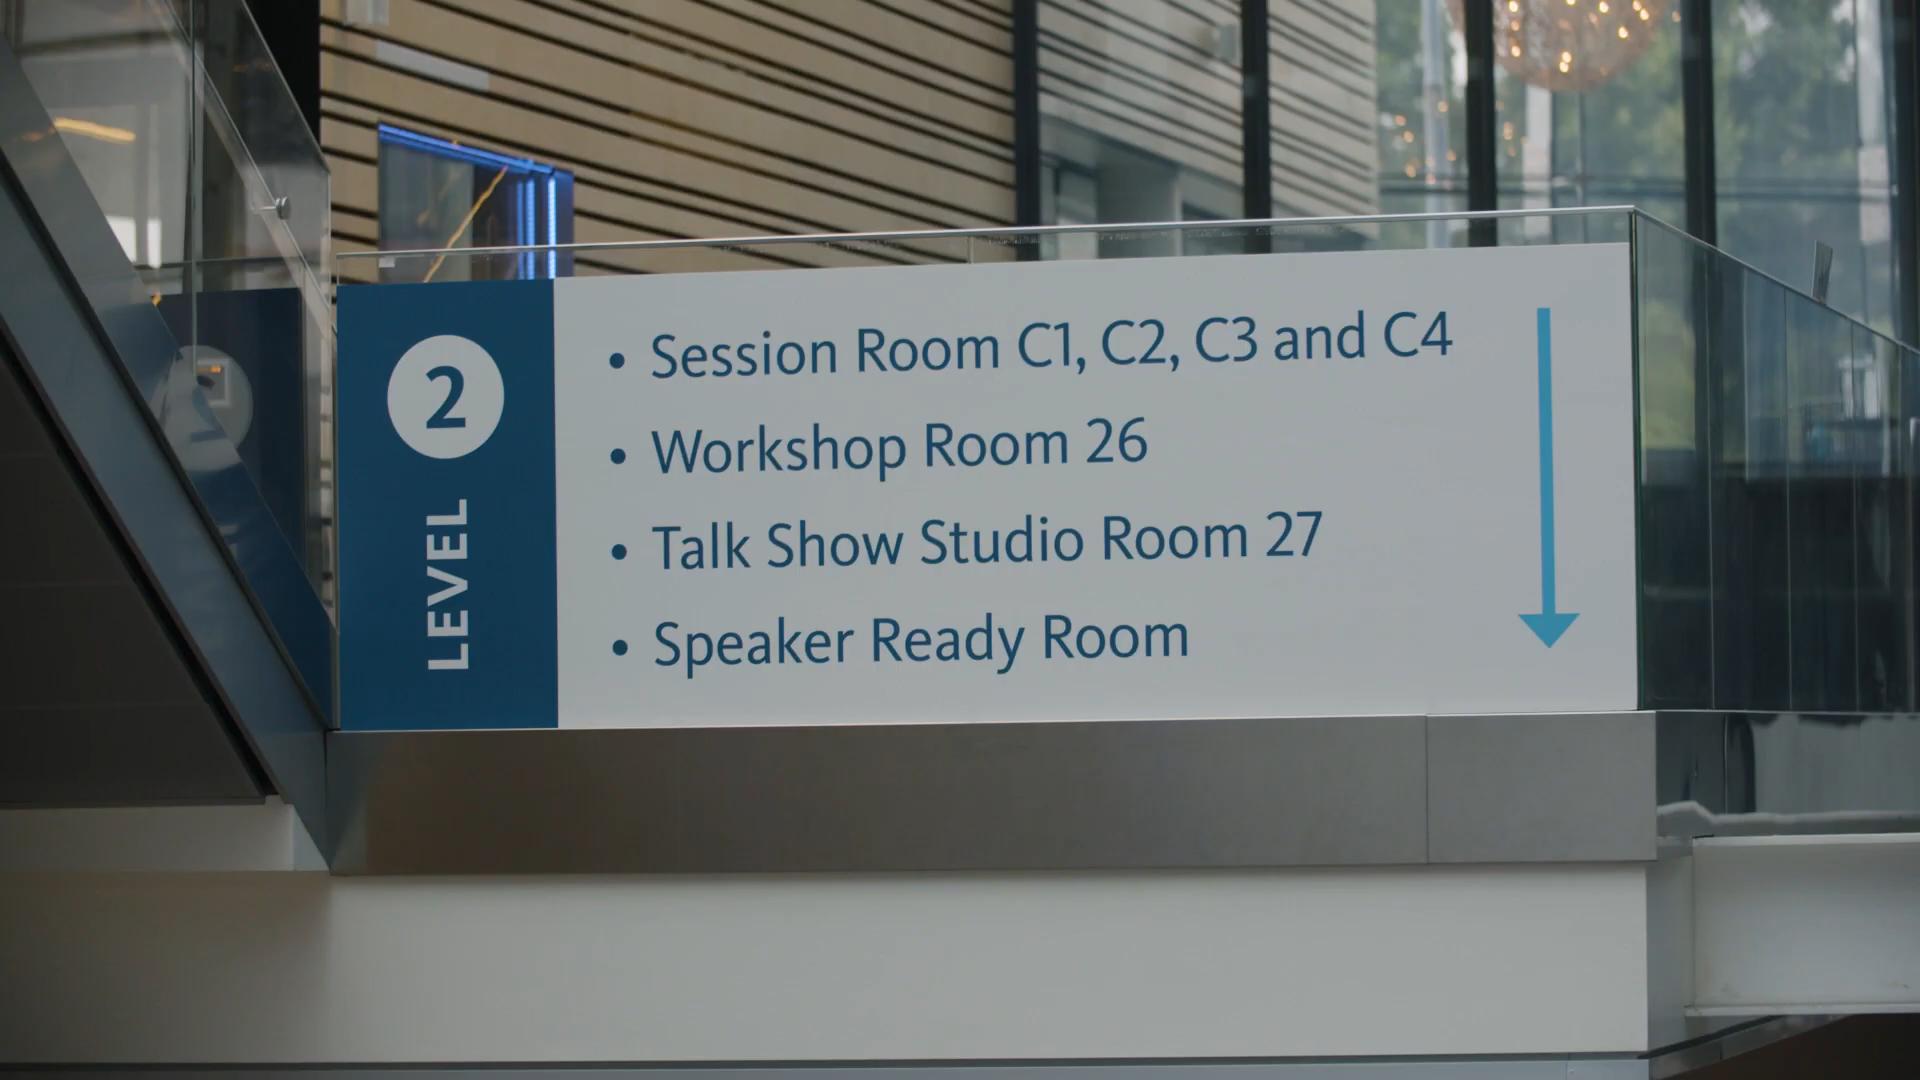 2
LEVEL
• Session Room C1, C2, C3 and C4
• Workshop Room 26
• Talk Show Studio Room 27
• Speaker Ready Room